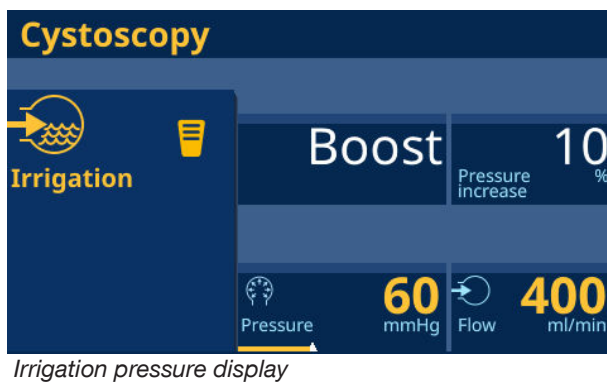 Cystoscopy
Irrigation
Boost
10
Pressure
increase
%
Pressure
60
mmHg
Flow
400
ml/min
Irrigation pressure display